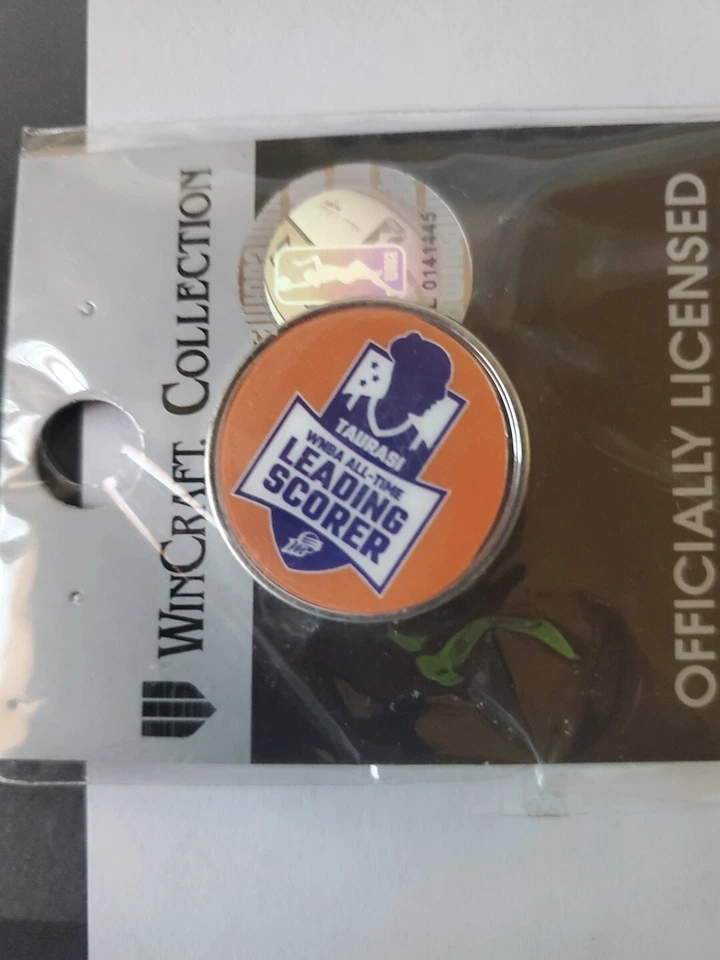 WINCRAFT. COLLECTION
L 0141445
TAURASI
WNBA ALL-TIME
LEADING
SCORER
OFFICIALLY LICENSED